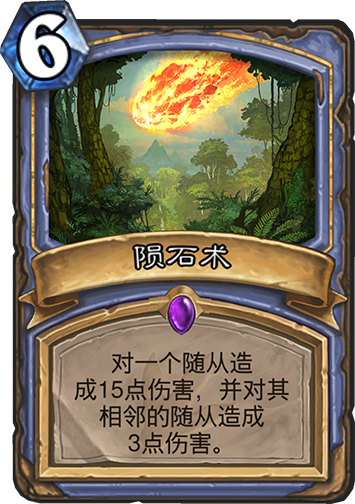 6
陨石术
对一个随从造
成15点伤害，并对其
相邻的随从造成
3点伤害。